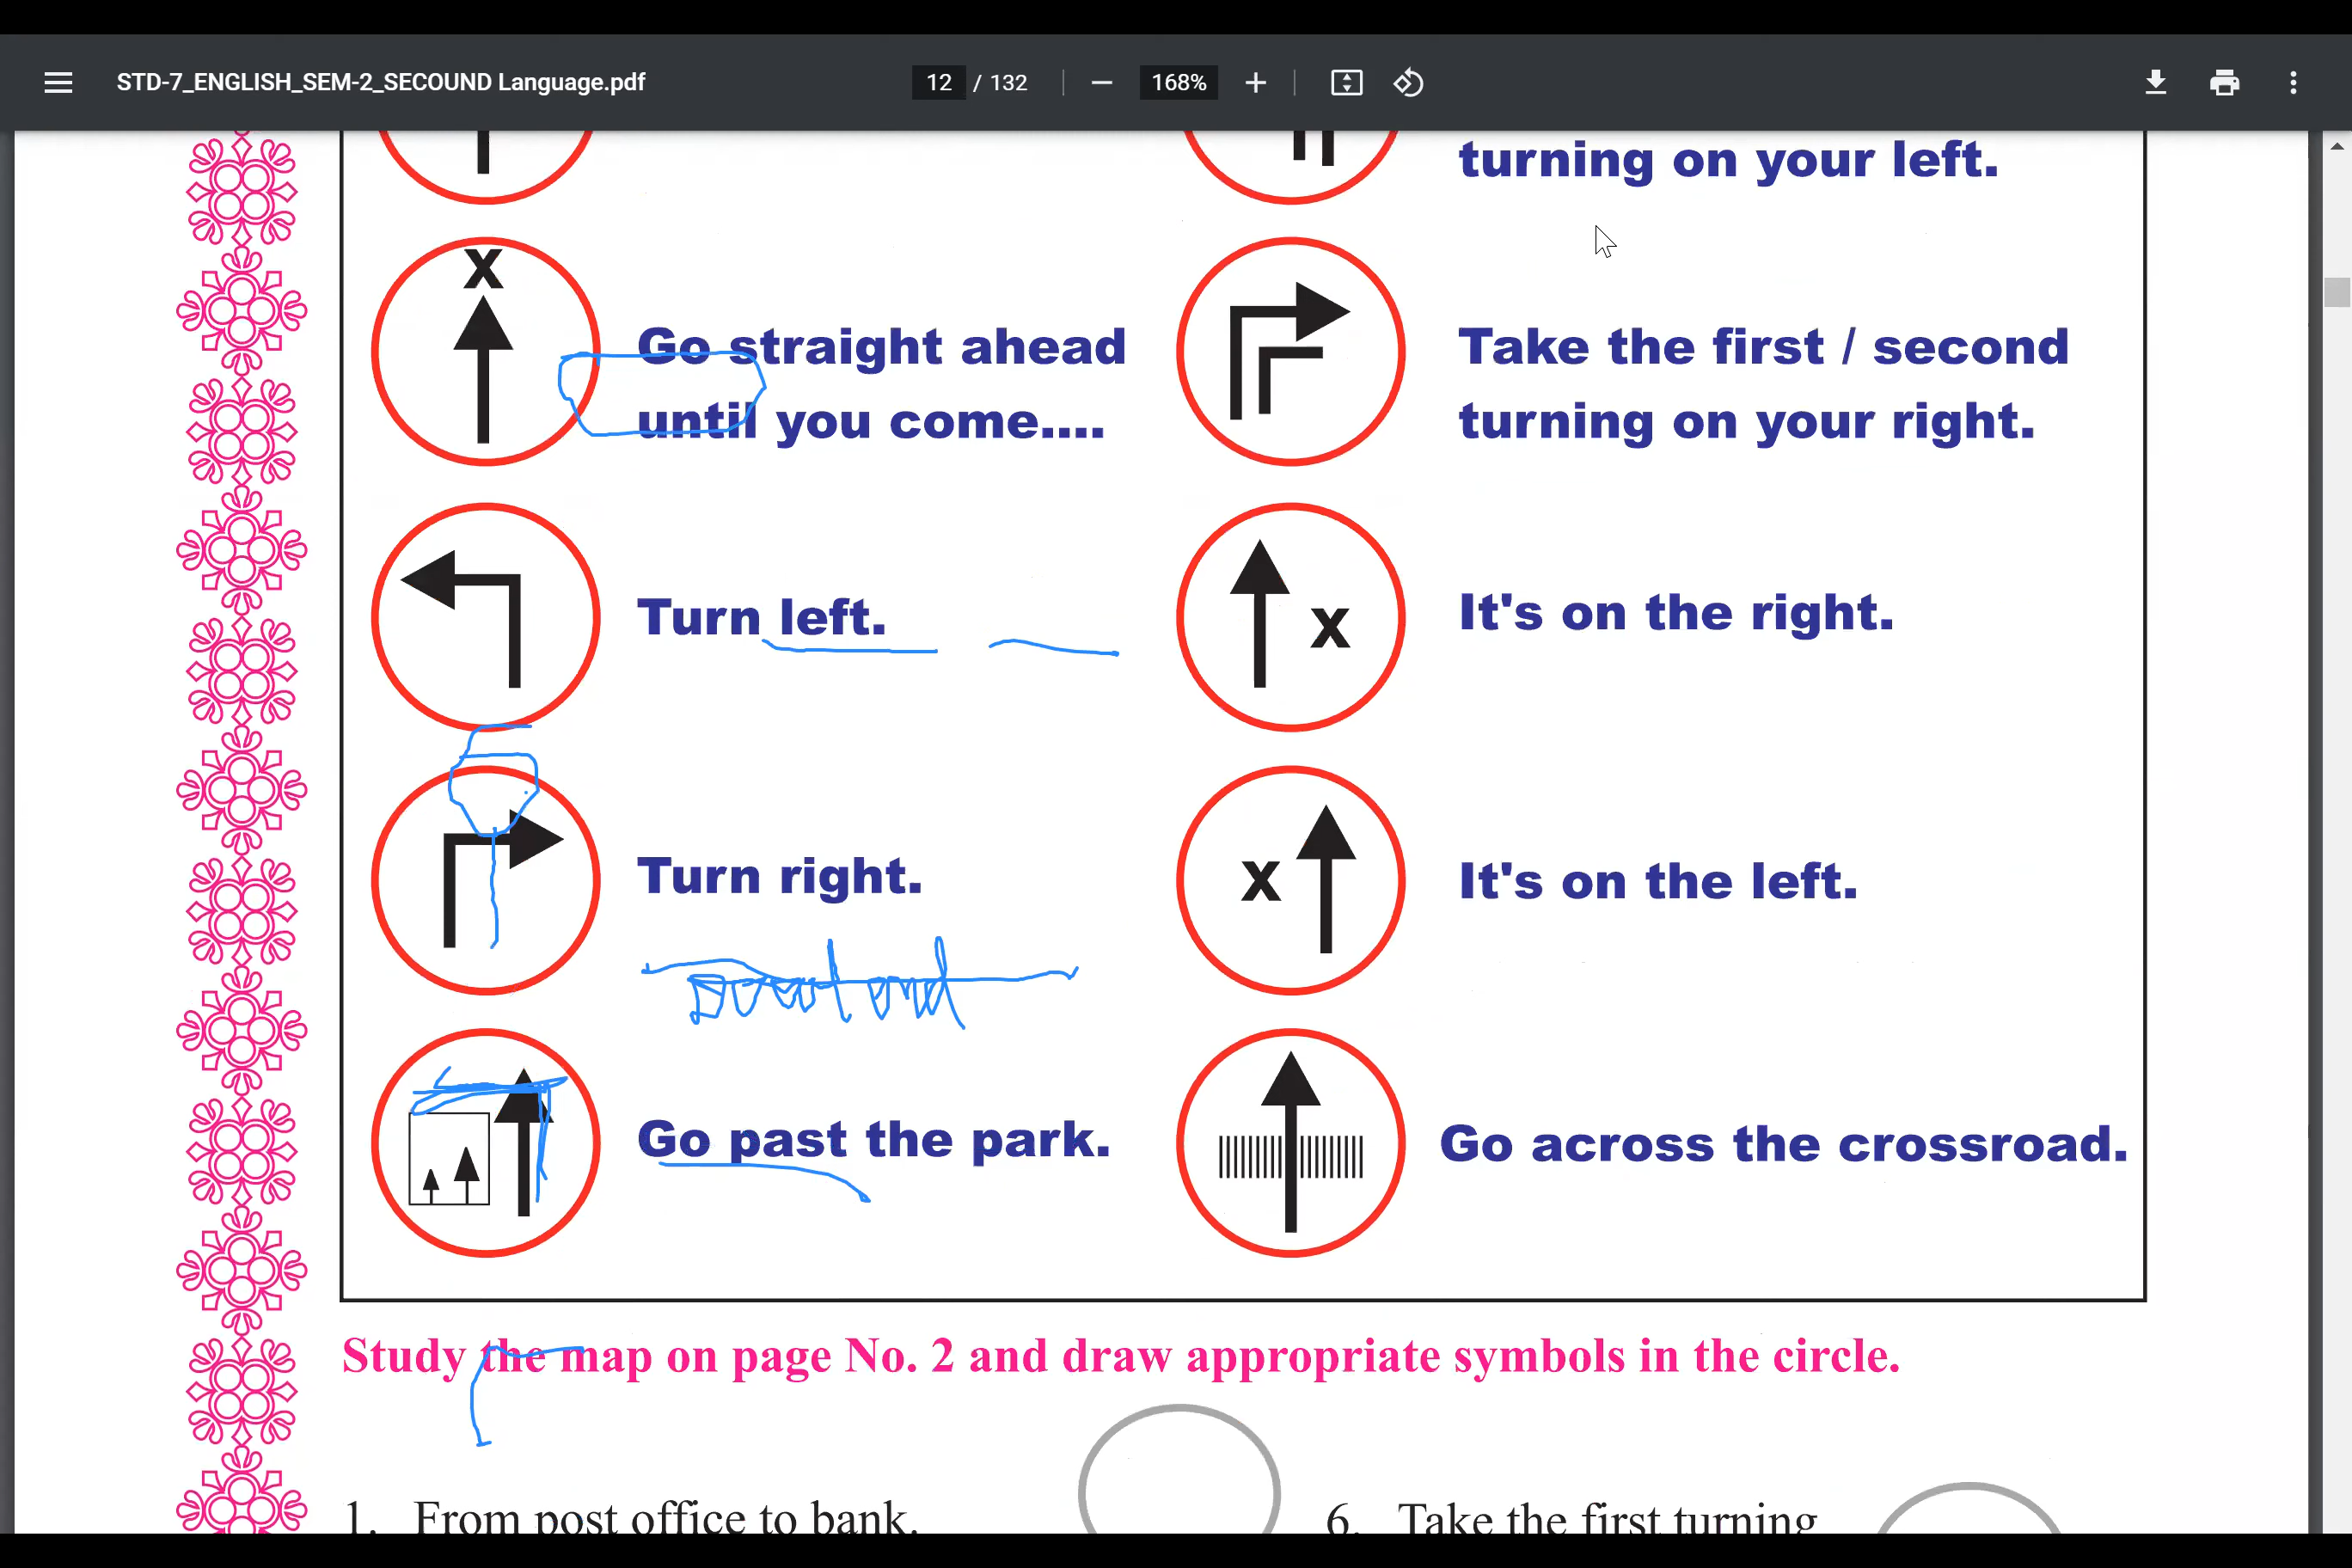 STD-7_ENGLISH_SEM-2_SECOUND Language.pdf
12 / 132
168%
turning on your left.
X
Go straight ahead
until you come....
Take the first / second
turning on your right.
Turn left.
X
It's on the right.
Turn right.
X
It's on the left.
Go past the park.
Go across the crossroad.
Study the map on page No. 2 and draw appropriate symbols in the circle.
1. From post office to bank.
6. Take the first turning